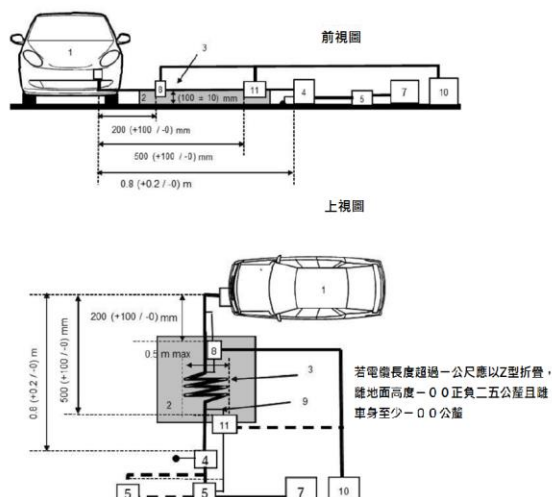 前視圖
1
3
8
11
4
5
7
10
2
(100 = 10) mm
200 (+100 / -0) mm
500 (+100 / -0) mm
0.8 (+0.2 / -0) m
上視圖
1
200 (+100 / -0) mm
500 (+100 / -0) mm
0.8 (+0.2 / -0) m
0.5 m max
8
3
2
9
11
4
5
5
7
10
若電纜長度超過一公尺應以Z型折疊，
離地面高度一００正負二五公釐且離
車身至少一００公釐